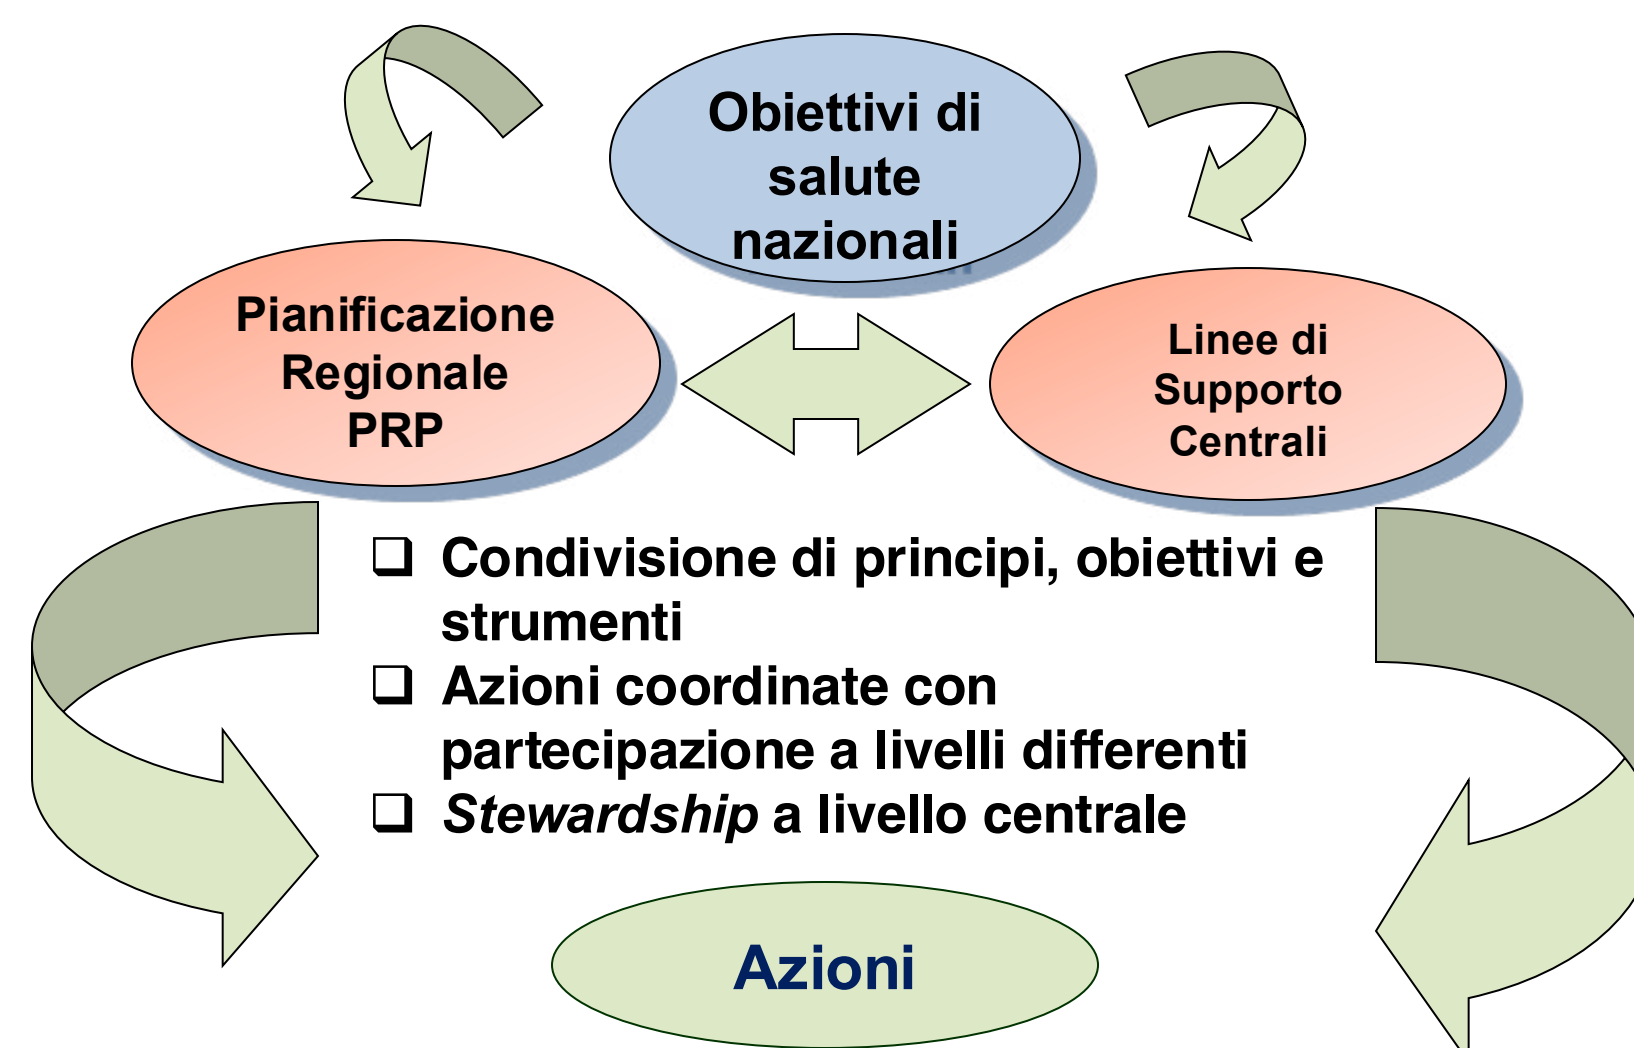 Obiettivi di
salute
nazionali
Pianificazione
Regionale
PRP
Linee di
Supporto
Centrali
Condivisione di principi, obiettivi e
strumenti
Azioni coordinate con
partecipazione a livelli differenti
Stewardship a livello centrale
Azioni